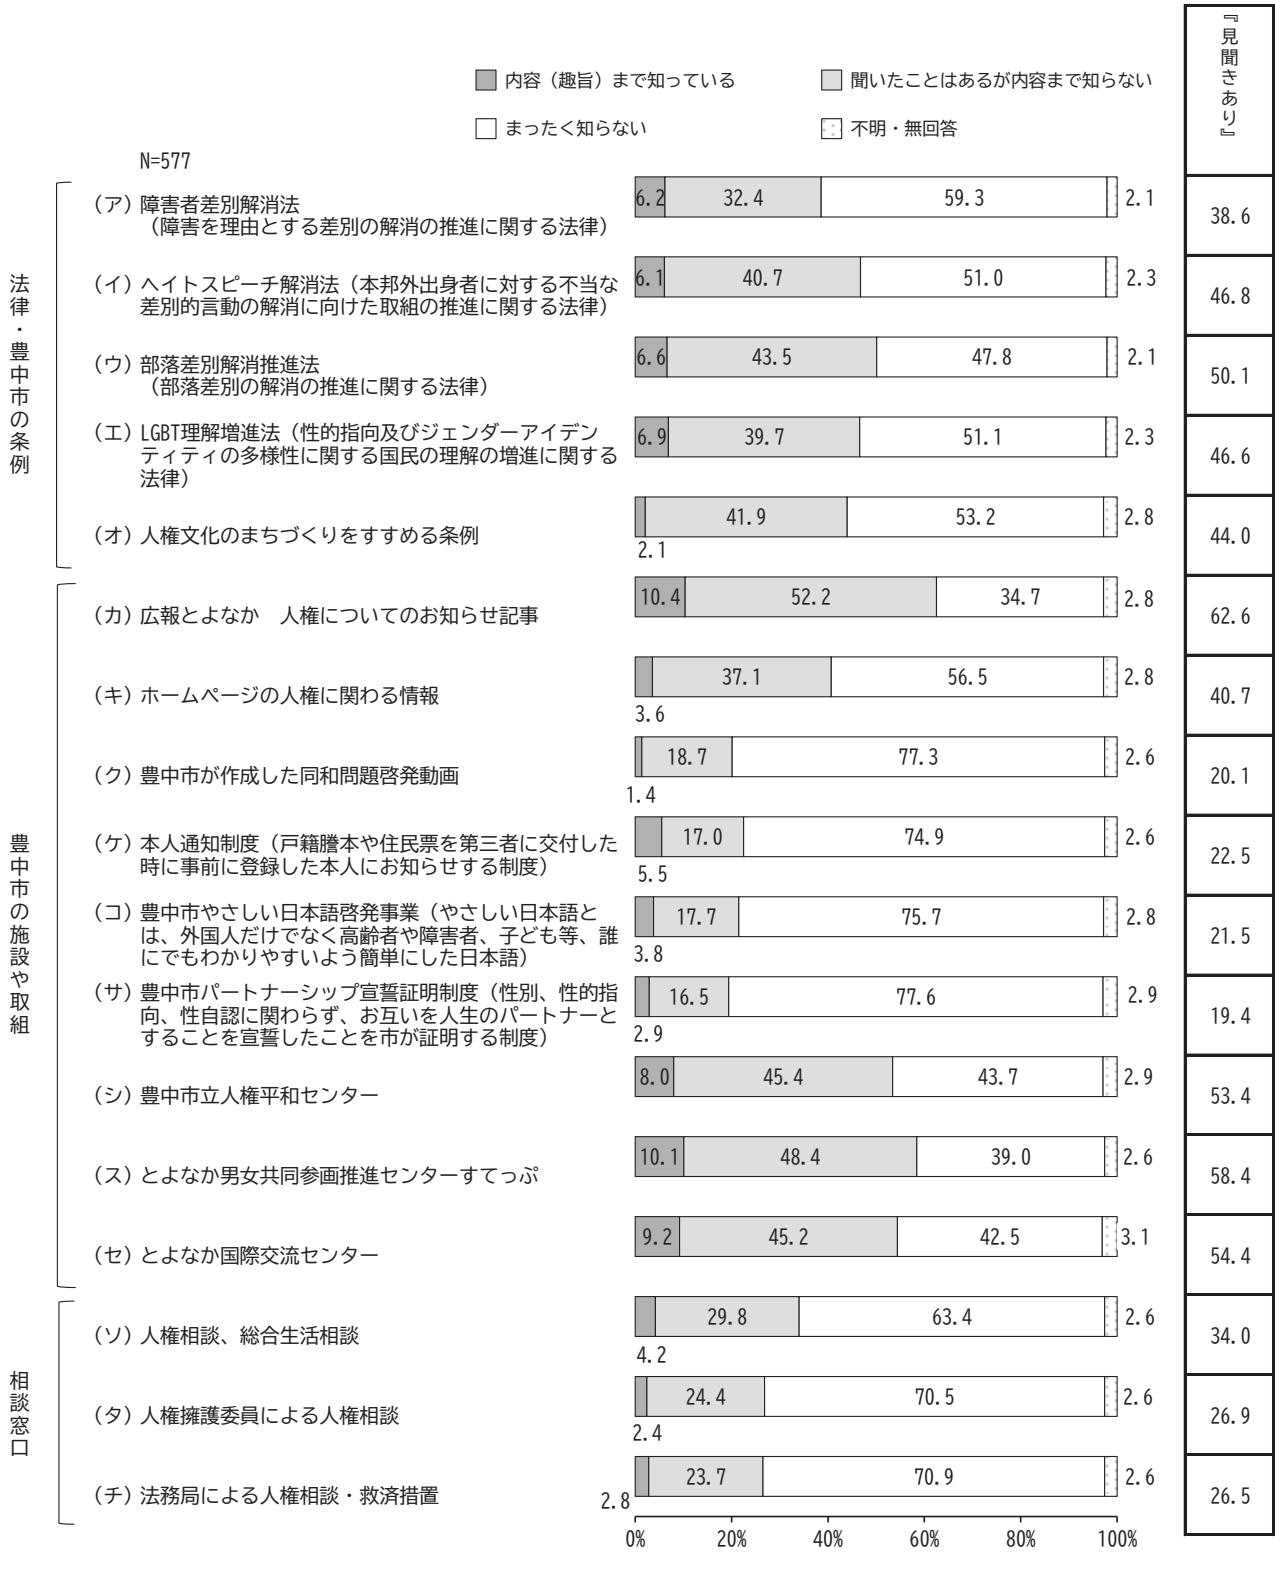 『見聞きあり』
内容（趣旨）まで知っている
聞いたことはあるが内容まで知らない
まったく知らない
不明・無回答
N=577
法律・豊中市の条例
（ア）障害者差別解消法
（障害を理由とする差別の解消の推進に関する法律）
6.2 32.4 59.3 2.1 38.6
（イ）ヘイトスピーチ解消法（本邦外出身者に対する不当な
差別的言動の解消に向けた取組の推進に関する法律）
6.1 40.7 51.0 2.3 46.8
（ウ）部落差別解消推進法
（部落差別の解消の推進に関する法律）
6.6 43.5 47.8 2.1 50.1
（エ）LGBT理解増進法（性的指向及びジェンダーアイデン
ティティの多様性に関する国民の理解の増進に関する
法律）
6.9 39.7 51.1 2.3 46.6
（オ）人権文化のまちづくりをすすめる条例
41.9 53.2 2.8 44.0
2.1
豊中市の施設や取組
（カ）広報とよなか　人権についてのお知らせ記事
10.4 52.2 34.7 2.8 62.6
（キ）ホームページの人権に関わる情報
37.1 56.5 2.8 40.7
3.6
（ク）豊中市が作成した同和問題啓発動画
18.7 77.3 2.6 20.1
1.4
（ケ）本人通知制度（戸籍謄本や住民票を第三者に交付した
時に事前に登録した本人にお知らせする制度）
17.0 74.9 2.6 22.5
5.5
（コ）豊中市やさしい日本語啓発事業（やさしい日本語と
は、外国人だけでなく高齢者や障害者、子ども等、誰
にでもわかりやすいよう簡単にした日本語）
17.7 75.7 2.8 21.5
3.8
（サ）豊中市パートナーシップ宣誓証明制度（性別、性的指
向、性自認に関わらず、お互いを人生のパートナーと
することを宣誓したことを市が証明する制度）
16.5 77.6 2.9 19.4
2.9
（シ）豊中市立人権平和センター
8.0 45.4 43.7 2.9 53.4
（ス）とよなか男女共同参画推進センターすてっぷ
10.1 48.4 39.0 2.6 58.4
（セ）とよなか国際交流センター
9.2 45.2 42.5 3.1 54.4
相談窓口
（ソ）人権相談、総合生活相談
29.8 63.4 2.6 34.0
4.2
（タ）人権擁護委員による人権相談
24.4 70.5 2.6 26.9
2.4
（チ）法務局による人権相談・救済措置
23.7 70.9 2.6 26.5
2.8
0% 20% 40% 60% 80% 100%